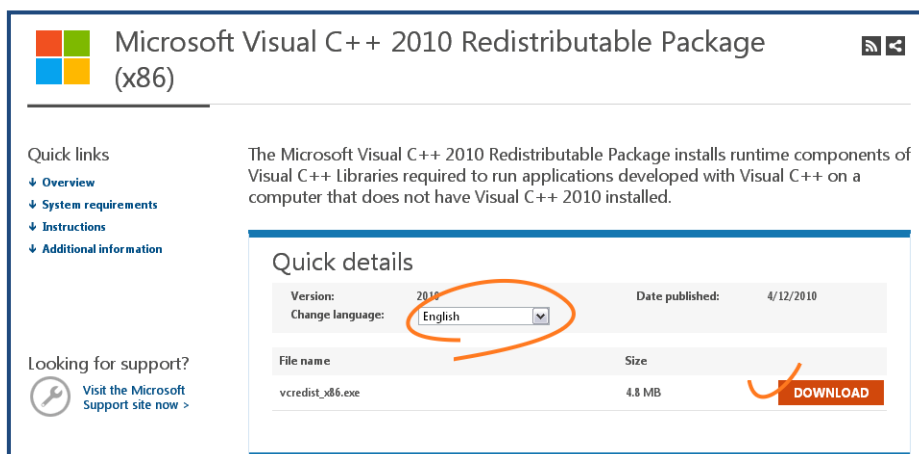 Microsoft Visual C++ 2010 Redistributable Package
(x86)
Quick links
Overview
System requirements
Instructions
Additional information
Looking for support?
Visit the Microsoft
Support site now >
The Microsoft Visual C++ 2010 Redistributable Package installs runtime components of
Visual C++ Libraries required to run applications developed with Visual C++ on a
computer that does not have Visual C++ 2010 installed.
Quick details
Version: 2010 Date published: 4/12/2010
Change language: English
File name Size
vcredist_x86.exe 4.8 MB DOWNLOAD